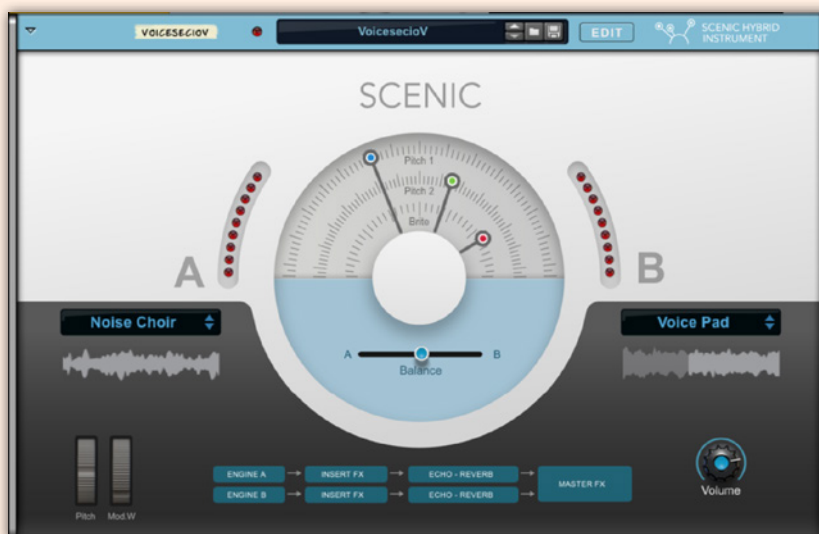 VOICESECIOV
VoicesecioV
EDIT
SCENIC HYBRID
INSTRUMENT
SCENIC
Pitch 1
Pitch 2
Brite
A
B
Noise Choir
Voice Pad
A
B
Balance
ENGINE A
INSERT FX
ECHO - REVERB
MASTER FX
ENGINE B
INSERT FX
ECHO - REVERB
Pitch
Mod.W
Volume